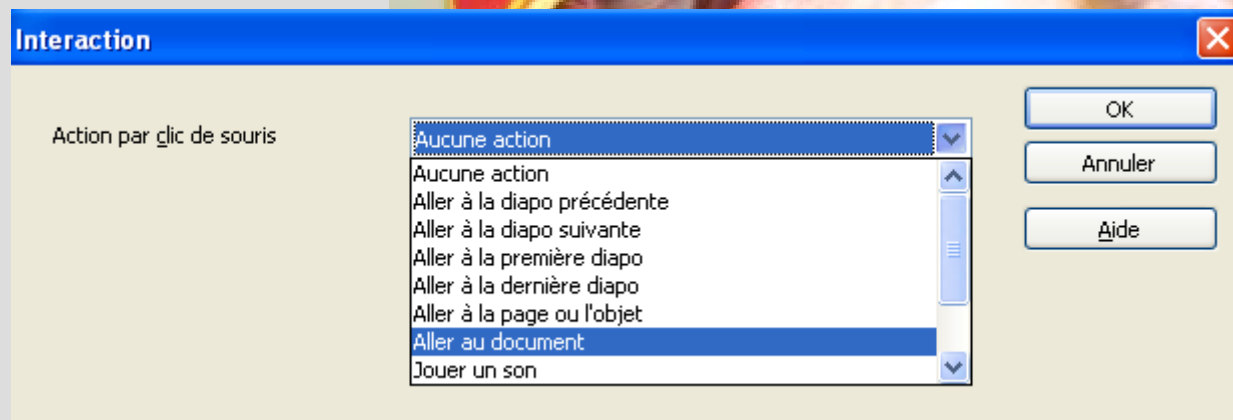 Interaction
Action par clic de souris
Aucune action
Aucune action
Aller à la diapo précédente
Aller à la diapo suivante
Aller à la première diapo
Aller à la dernière diapo
Aller à la page ou l'objet
Aller au document
Jouer un son
OK
Annuler
Aide